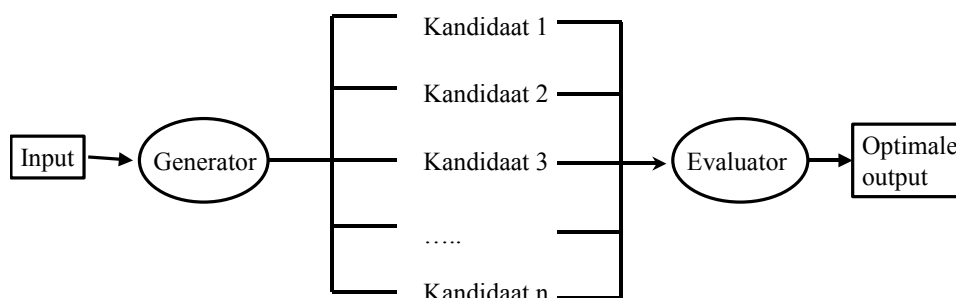 Kandidaat 1
Kandidaat 2
Input
Generator
Kandidaat 3
Evaluator
Optimale
output
…..
Kandidaat n